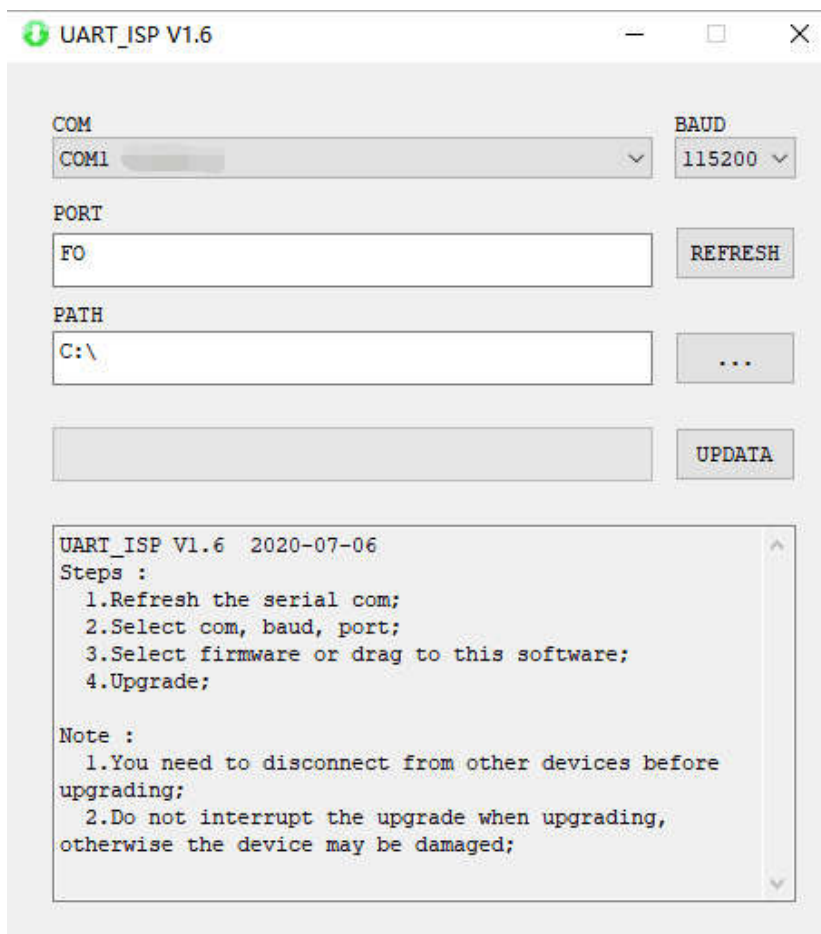 UART_ISP V1.6
COM
BAUD
COM1
115200
PORT
FO
REFRESH
PATH
C:\
...
UPDATA
UART_ISP V1.6  2020-07-06
Steps :
1.Refresh the serial com;
2.Select com, baud, port;
3.Select firmware or drag to this software;
4.Upgrade;
Note :
1.You need to disconnect from other devices before
upgrading;
2.Do not interrupt the upgrade when upgrading,
otherwise the device may be damaged;